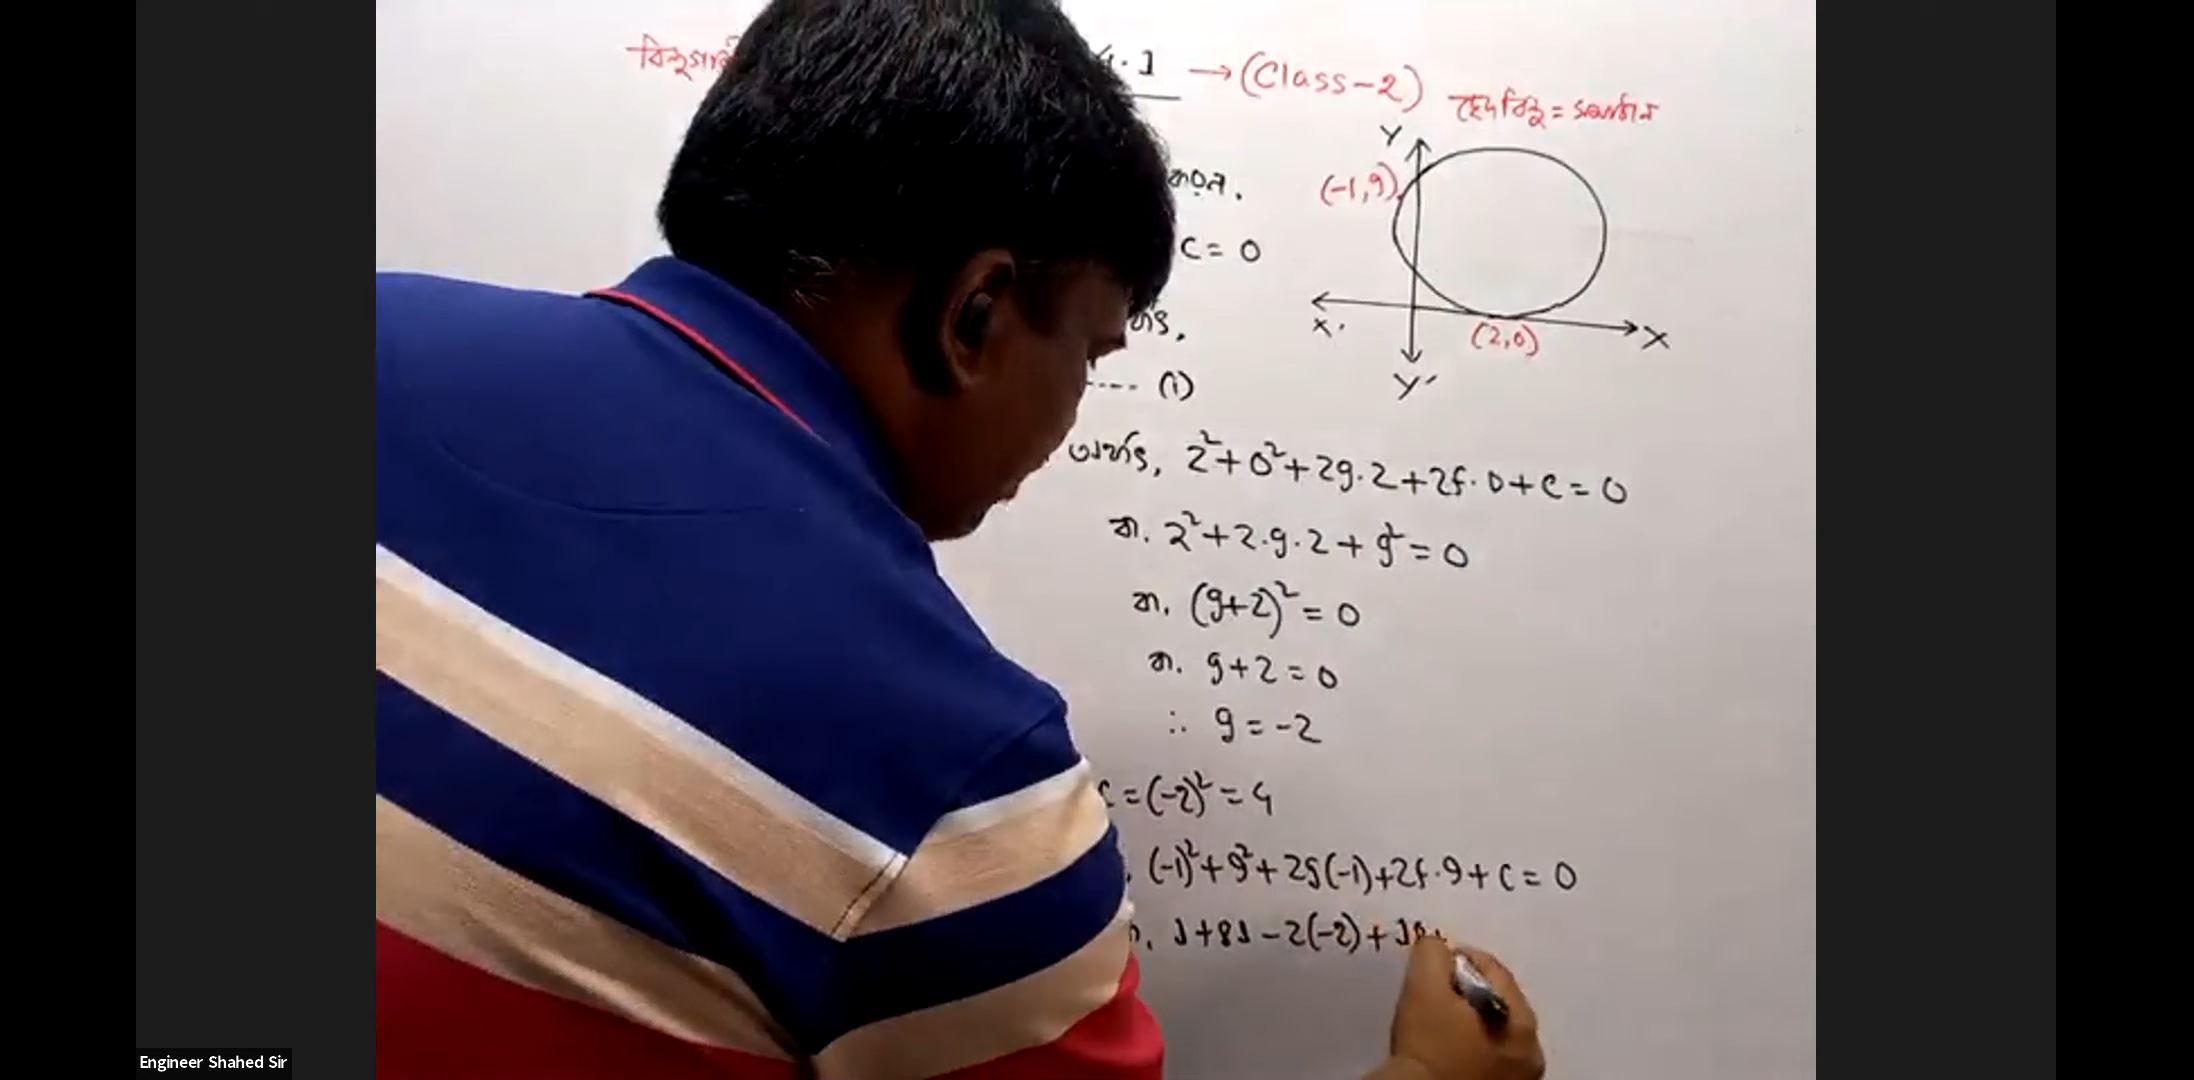 .1 → (Class-2)
ছেদবিন্দু =
Y
(-1,9)
করুন.
C = 0
X'
X
(2,0)
---- (i)
Y'
অর্থাৎ, 2² + 0² + 2g.2 + 2f.0 + c = 0
বা. 2² + 2.g.2 + g² = 0
বা. (g+2)² = 0
বা. g+2 = 0
∴ g = -2
c = (-2)² = 4
(-1)² + 9² + 2g(-1) + 2f.9 + c = 0
1 + 81 - 2(-2) + 18
Engineer Shahed Sir